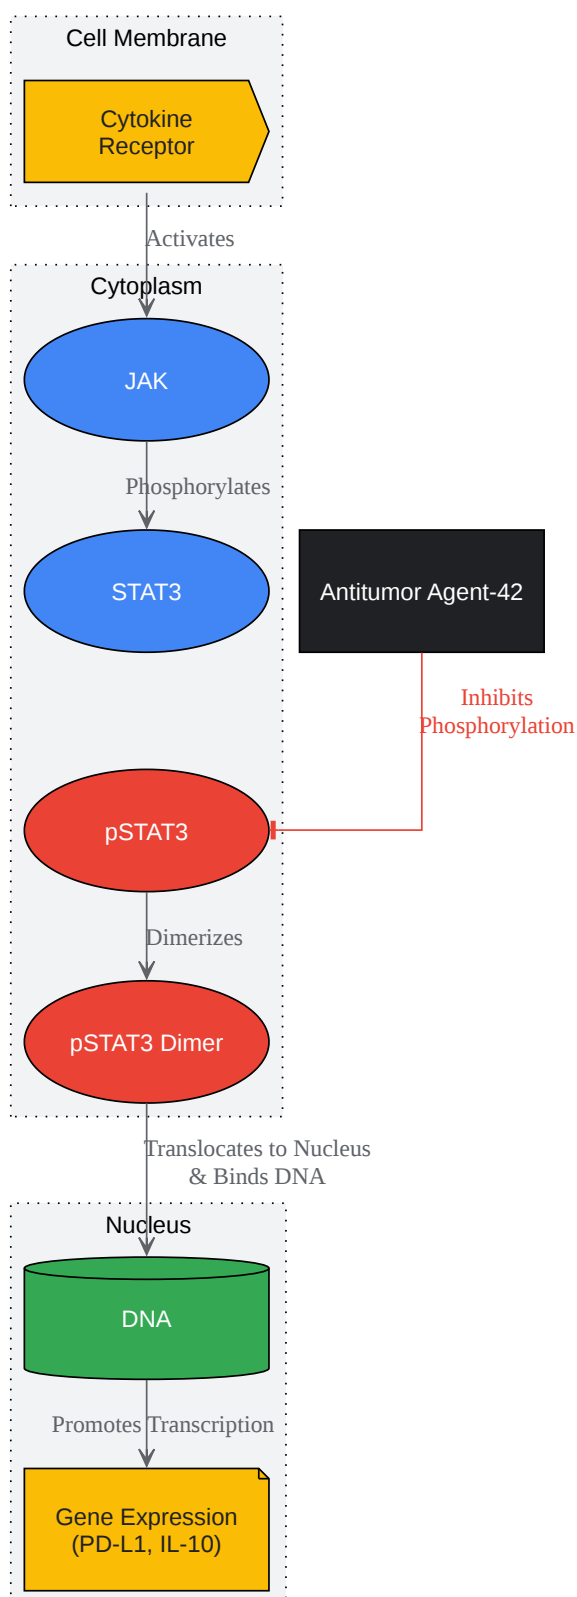 Cell Membrane
Cytokine
Receptor
Activates
Cytoplasm
JAK
Phosphorylates
STAT3
Antitumor Agent-42
Inhibits
Phosphorylation
pSTAT3
Dimerizes
pSTAT3 Dimer
Translocates to Nucleus
& Binds DNA
Nucleus
DNA
Promotes Transcription
Gene Expression
(PD-L1, IL-10)